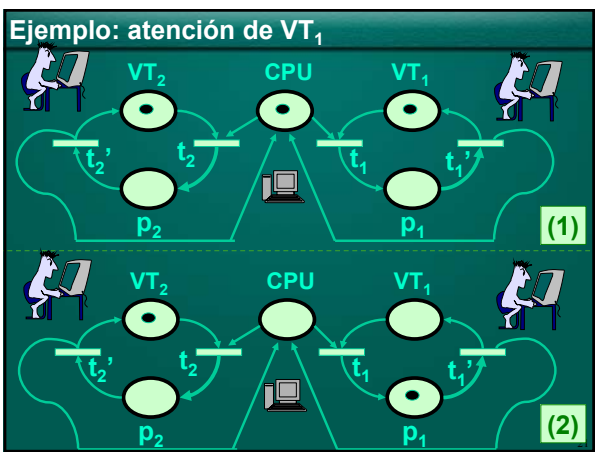 Ejemplo: atención de VT₁
VT₂ CPU VT₁
t₂' t₂ t₁ t₁'
p₂ p₁
(1)
VT₂ CPU VT₁
t₂' t₂ t₁ t₁'
p₂ p₁
(2)